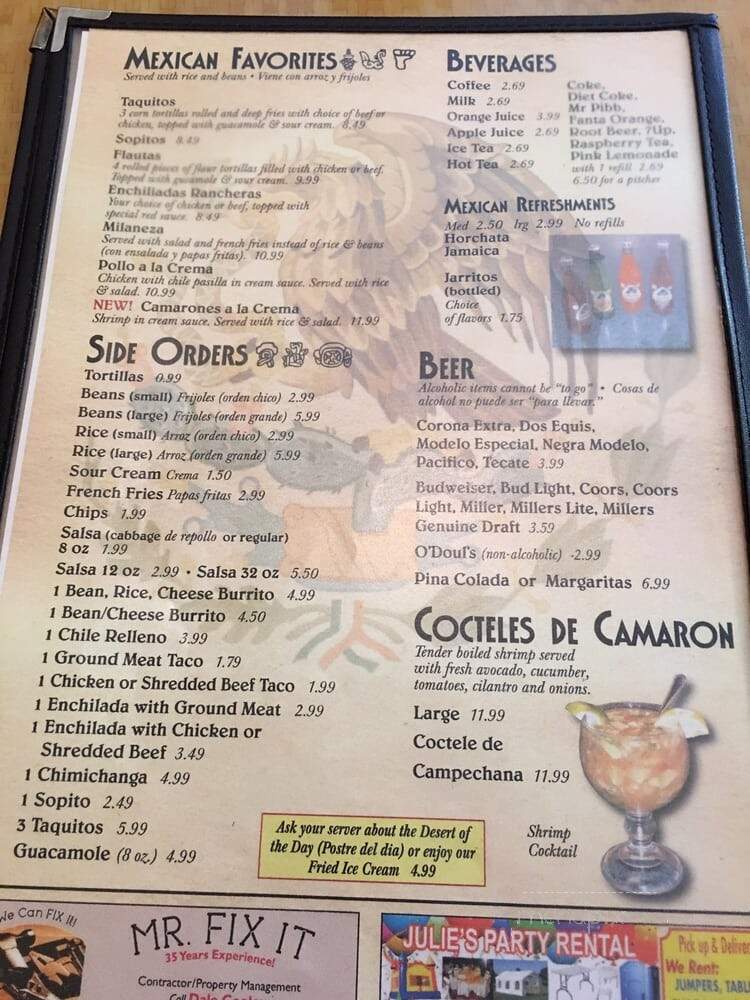 MEXICAN FAVORITES
Served with rice and beans • Viene con arroz y frijoles
Taquitos
3 corn tortillas rolled and deep fries with choice of beef or
chicken, topped with guacamole & sour cream. 8.49
Sopitos 8.49
Flautas
4 rolled pieces of flour tortillas filled with chicken or beef.
Topped with guacamole & sour cream. 9.99
Enchiliadas Rancheras
Your choice of chicken or beef, topped with
special red sauce. 8.49
Milaneza
Served with salad and french fries instead of rice & beans
(con ensalada y papas fritas). 10.99
Pollo a la Crema
Chicken with chile pasilla in cream sauce. Served with rice
& salad. 10.99
NEW! Camarones a la Crema
Shrimp in cream sauce. Served with rice & salad. 11.99
SIDE ORDERS
Tortillas 0.99
Beans (small) Frijoles (orden chico) 2.99
Beans (large) Frijoles (orden grande) 5.99
Rice (small) Arroz (orden chico) 2.99
Rice (large) Arroz (orden grande) 5.99
Sour Cream Crema 1.50
French Fries Papas fritas 2.99
Chips 1.99
Salsa (cabbage de repollo or regular)
8 oz 1.99
Salsa 12 oz 2.99 • Salsa 32 oz 5.50
1 Bean, Rice, Cheese Burrito 4.99
1 Bean/Cheese Burrito 4.50
1 Chile Relleno 3.99
1 Ground Meat Taco 1.79
1 Chicken or Shredded Beef Taco 1.99
1 Enchilada with Ground Meat 2.99
1 Enchilada with Chicken or
Shredded Beef 3.49
1 Chimichanga 4.99
1 Sopito 2.49
3 Taquitos 5.99
Guacamole (8 oz.) 4.99
Ask your server about the Desert of
the Day (Postre del dia) or enjoy our
Fried Ice Cream 4.99
BEVERAGES
Coffee 2.69
Milk 2.69
Orange Juice 3.99
Apple Juice 2.69
Ice Tea 2.69
Hot Tea 2.69
Coke,
Diet Coke,
Mr Pibb,
Fanta Orange,
Root Beer, 7Up,
Raspberry Tea,
Pink Lemonade
with 1 refill 2.69
6.50 for a pitcher
MEXICAN REFRESHMENTS
Med 2.50 lrg 2.99 No refills
Horchata
Jamaica
Jarritos
(bottled)
Choice
of flavors 1.75
BEER
Alcoholic items cannot be "to go" • Cosas de
alcohol no puede ser "para llevar."
Corona Extra, Dos Equis,
Modelo Especial, Negra Modelo,
Pacifico, Tecate 3.99
Budweiser, Bud Light, Coors, Coors
Light, Miller, Millers Lite, Millers
Genuine Draft 3.59
O'Doul's (non-alcoholic) -2.99
Pina Colada or Margaritas 6.99
COCTELES DE CAMARON
Tender boiled shrimp served
with fresh avocado, cucumber,
tomatoes, cilantro and onions.
Large 11.99
Coctele de
Campechana 11.99
Shrimp
Cocktail
We Can FIX It!
MR. FIX IT
35 Years Experience!
Contractor/Property Management
Call
JULIE'S PARTY RENTAL
Pick up &
We Rent:
JUMPERS,